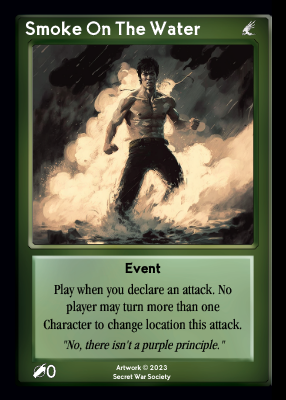 Smoke On The Water
Event
Play when you declare an attack. No
player may turn more than one
Character to change location this attack.
"No, there isn't a purple principle."
0
Artwork © 2023
Secret War Society